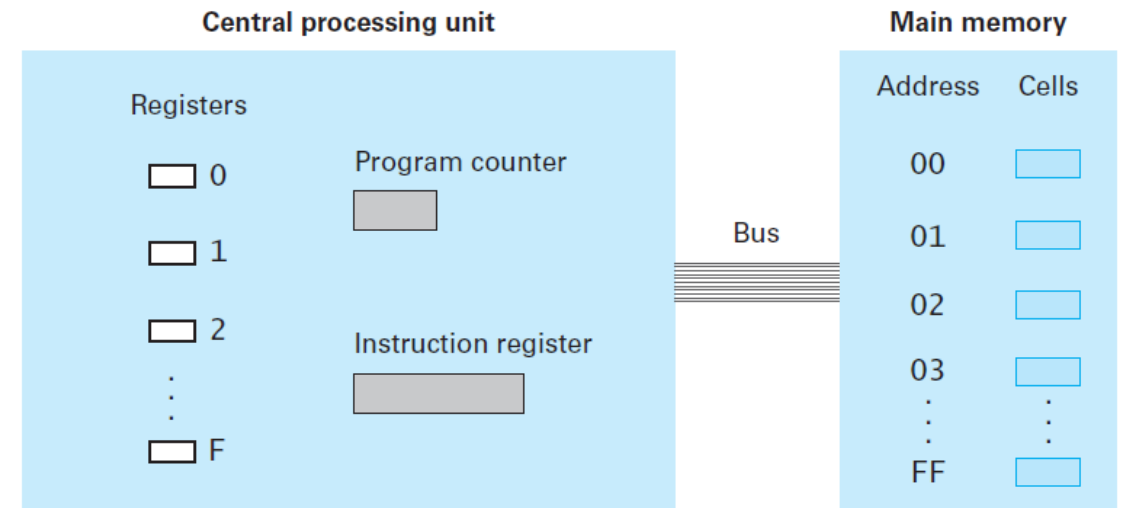 Central processing unit
Main memory
Registers
0
1
2
.
.
.
F
Program counter
Instruction register
Bus
Address Cells
00
01
02
03
. .
. .
. .
FF